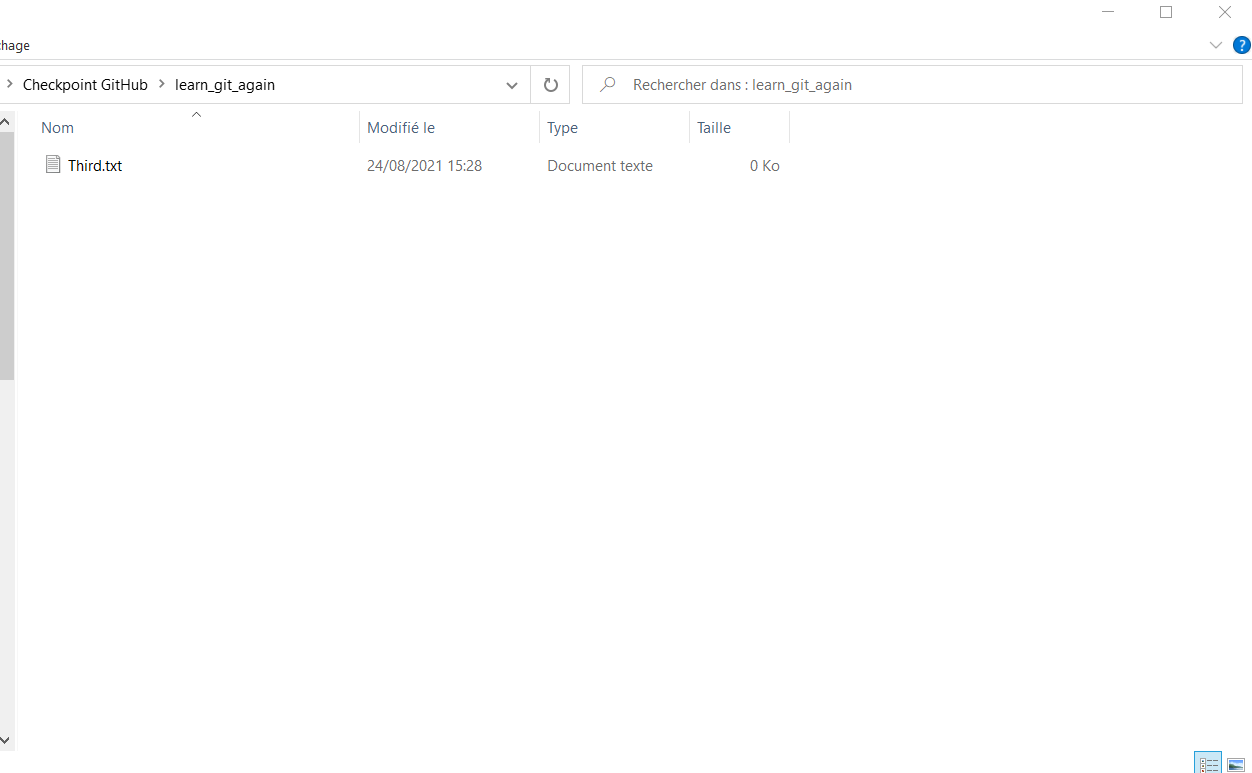 chage
?
Checkpoint GitHub learn_git_again
Rechercher dans : learn_git_again
Nom Modifié le Type Taille
Third.txt 24/08/2021 15:28 Document texte 0 Ko